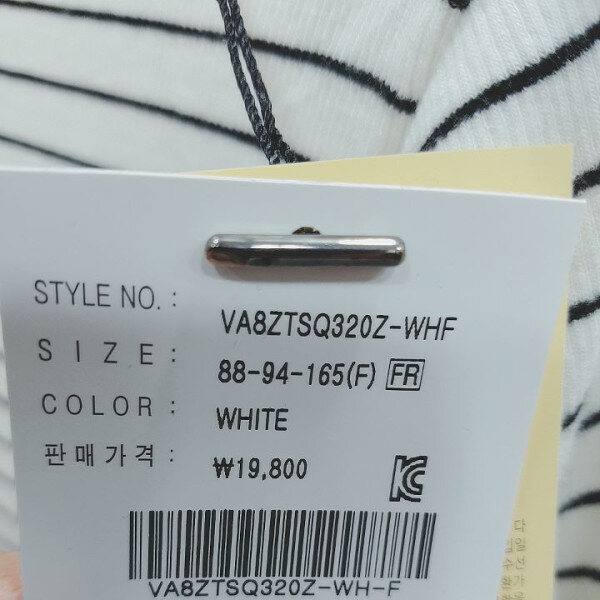 STYLE NO. : VA8ZTSQ320Z-WHF
SIZE : 88-94-165(F) FR
COLOR : WHITE
판매가격 : ₩19,800
KC
VA8ZTSQ320Z-WH-F